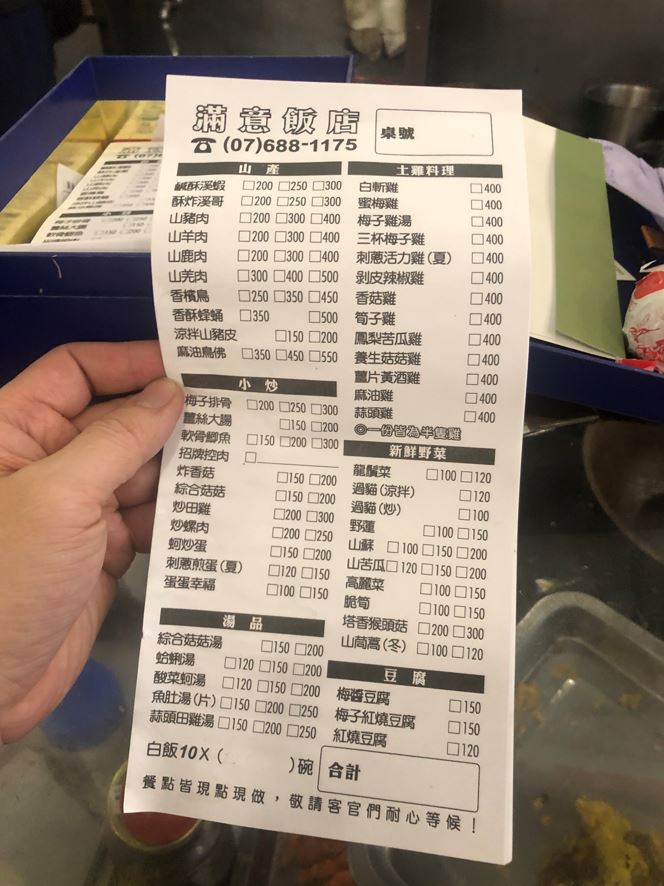 滿意飯店
☎(07)688-1175
桌號
山產
鹹酥溪蝦 □200 □250 □300
酥炸溪哥 □200 □250 □300
山豬肉 □200 □300 □400
山羊肉 □200 □300 □400
山鹿肉 □200 □300 □400
山羌肉 □300 □400 □500
香檳鳥 □250 □350 □450
香酥蜂蛹 □350 □500
涼拌山豬皮 □150 □200
麻油鳥佛 □350 □450 □550
小炒
梅子排骨 □200 □250 □300
薑絲大腸 □150 □200
軟骨鯽魚 □150 □200 □300
招牌控肉 □
炸香菇 □150 □200
綜合菇菇 □150 □200
炒田雞 □200 □300
炒螺肉 □200 □250
蚵炒蛋 □150 □200
刺蔥煎蛋(夏) □120 □150
蛋蛋幸福 □100 □150
湯品
綜合菇菇湯 □150 □200
蛤蜊湯 □120 □150 □200
酸菜蚵湯 □120 □150 □200
魚肚湯(片) □150 □200 □250
蒜頭田雞湯 □150 □200 □250
土雞料理
白斬雞 □400
蜜梅雞 □400
梅子雞湯 □400
三杯梅子雞 □400
刺蔥活力雞(夏) □400
剝皮辣椒雞 □400
香菇雞 □400
筍子雞 □400
鳳梨苦瓜雞 □400
養生菇菇雞 □400
薑片黃酒雞 □400
麻油雞 □400
蒜頭雞 □400
◎一份皆為半隻雞
新鮮野菜
龍鬚菜 □100 □120
過貓(涼拌) □120
過貓(炒) □100
野蓮 □100 □150
山蘇 □100 □150 □200
山苦瓜 □120 □150 □200
高麗菜 □100 □150
脆筍 □100 □150
塔香猴頭菇 □200 □300
山茼蒿(冬) □100 □120
豆腐
梅醬豆腐 □150
梅子紅燒豆腐 □150
紅燒豆腐 □120
白飯10X( )碗
合計
餐點皆現點現做，敬請客官們耐心等候！